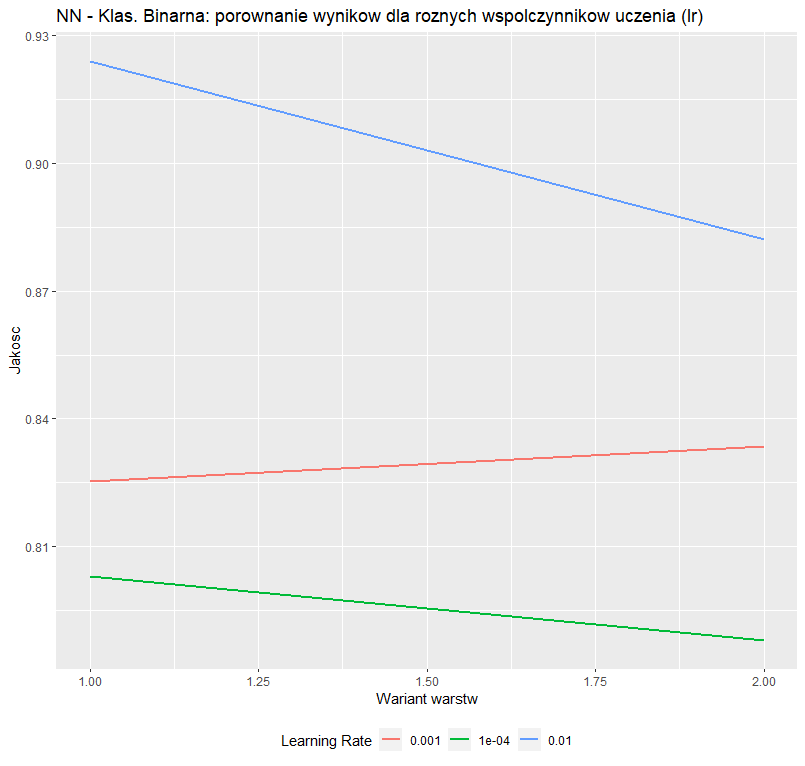 NN - Klas. Binarna: porownanie wynikow dla roznych wspolczynnikow uczenia (lr)
0.93
0.90
0.87
Jakosc
0.84
0.81
1.00 1.25 1.50 1.75 2.00
Wariant warstw
Learning Rate 0.001 1e-04 0.01